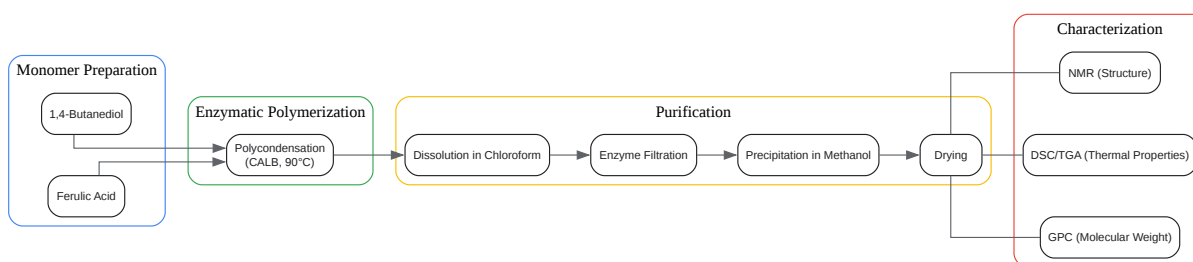 Monomer Preparation
1,4-Butanediol
Ferulic Acid
Enzymatic Polymerization
Polycondensation
(CALB, 90°C)
Purification
Dissolution in Chloroform
Enzyme Filtration
Precipitation in Methanol
Drying
Characterization
NMR (Structure)
DSC/TGA (Thermal Properties)
GPC (Molecular Weight)